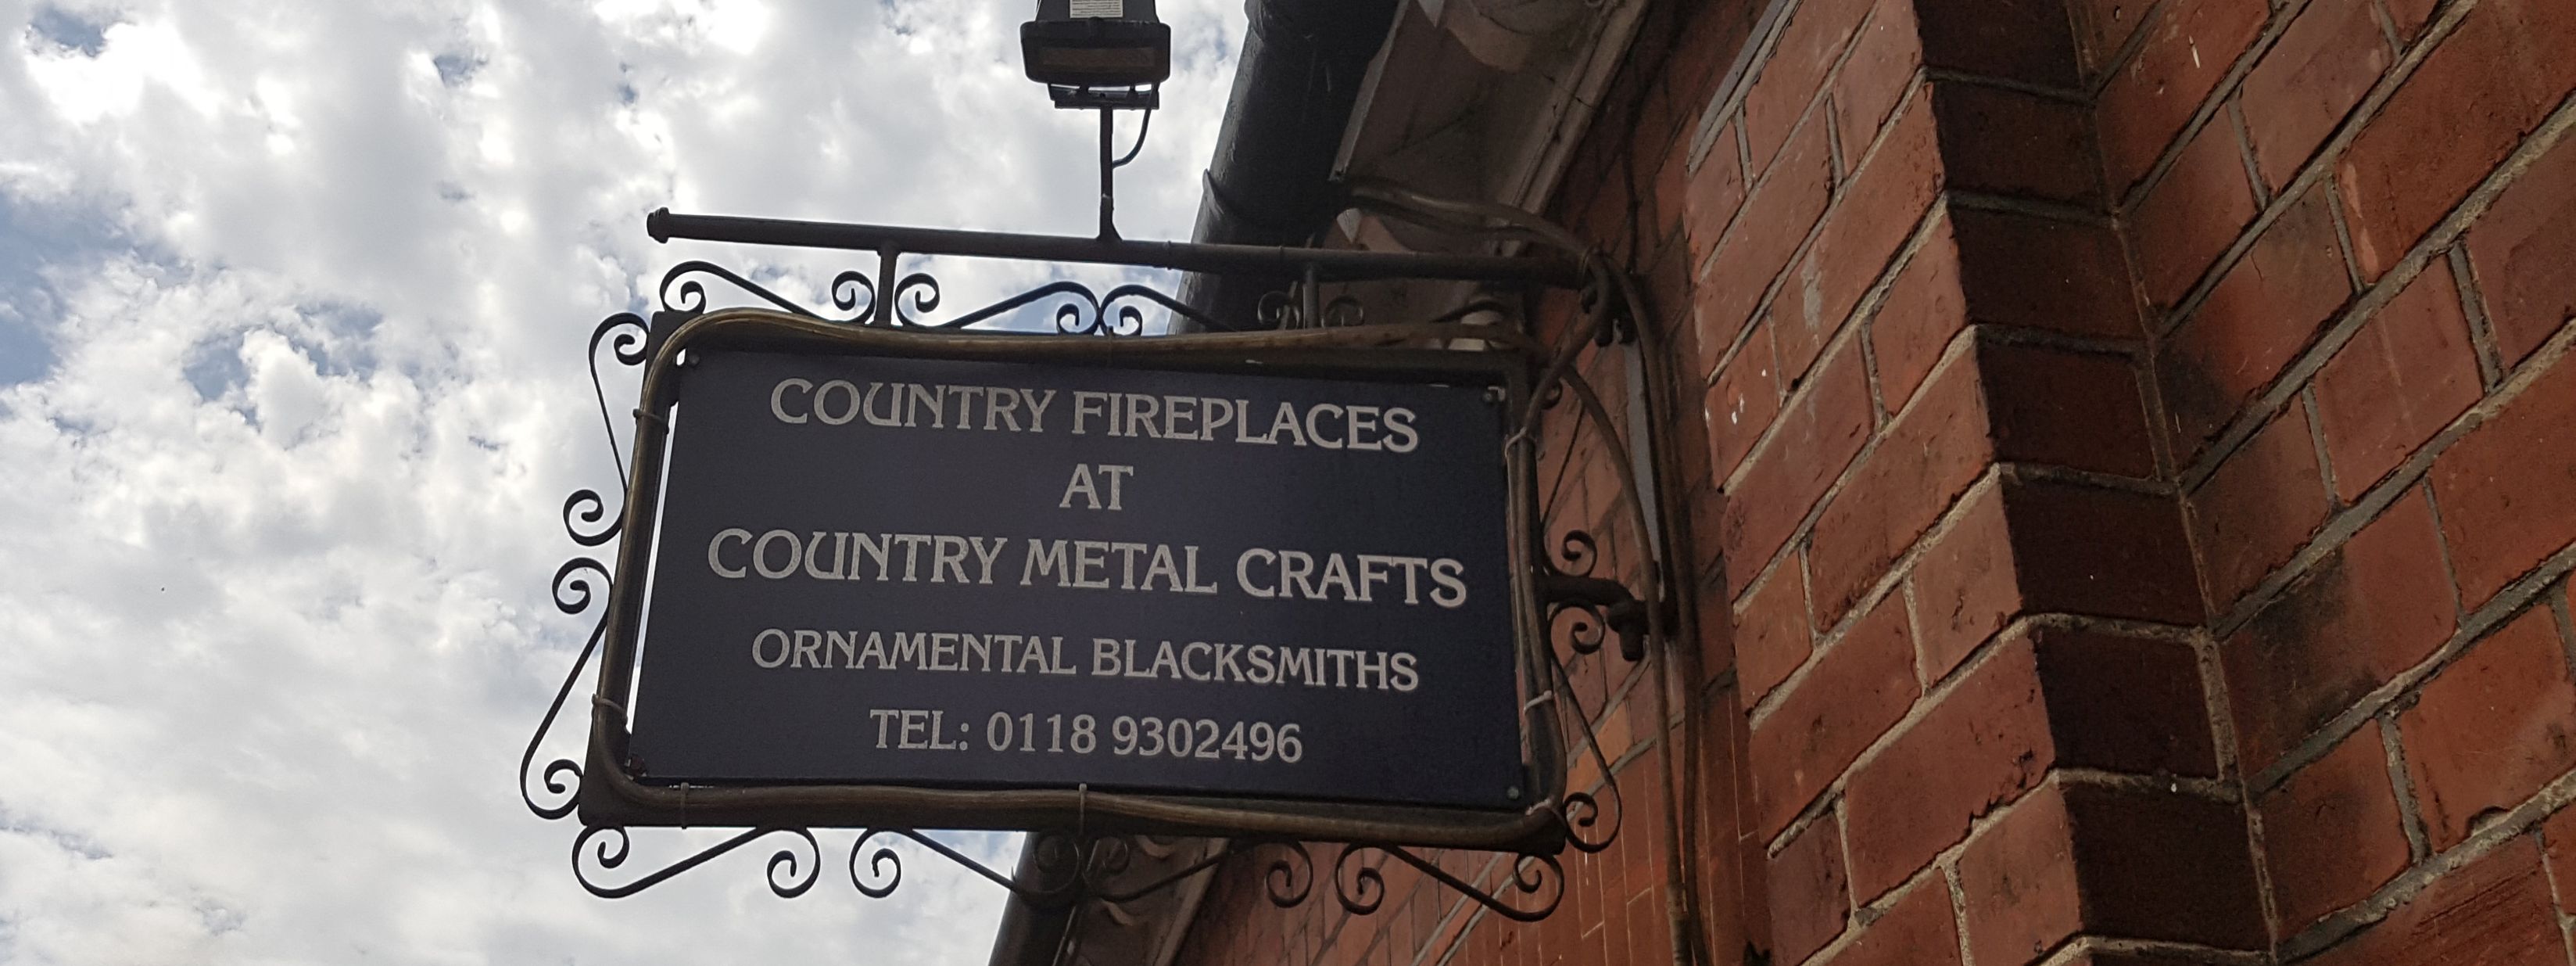 COUNTRY FIREPLACES
AT
COUNTRY METAL CRAFTS
ORNAMENTAL BLACKSMITHS
TEL: 0118 9302496